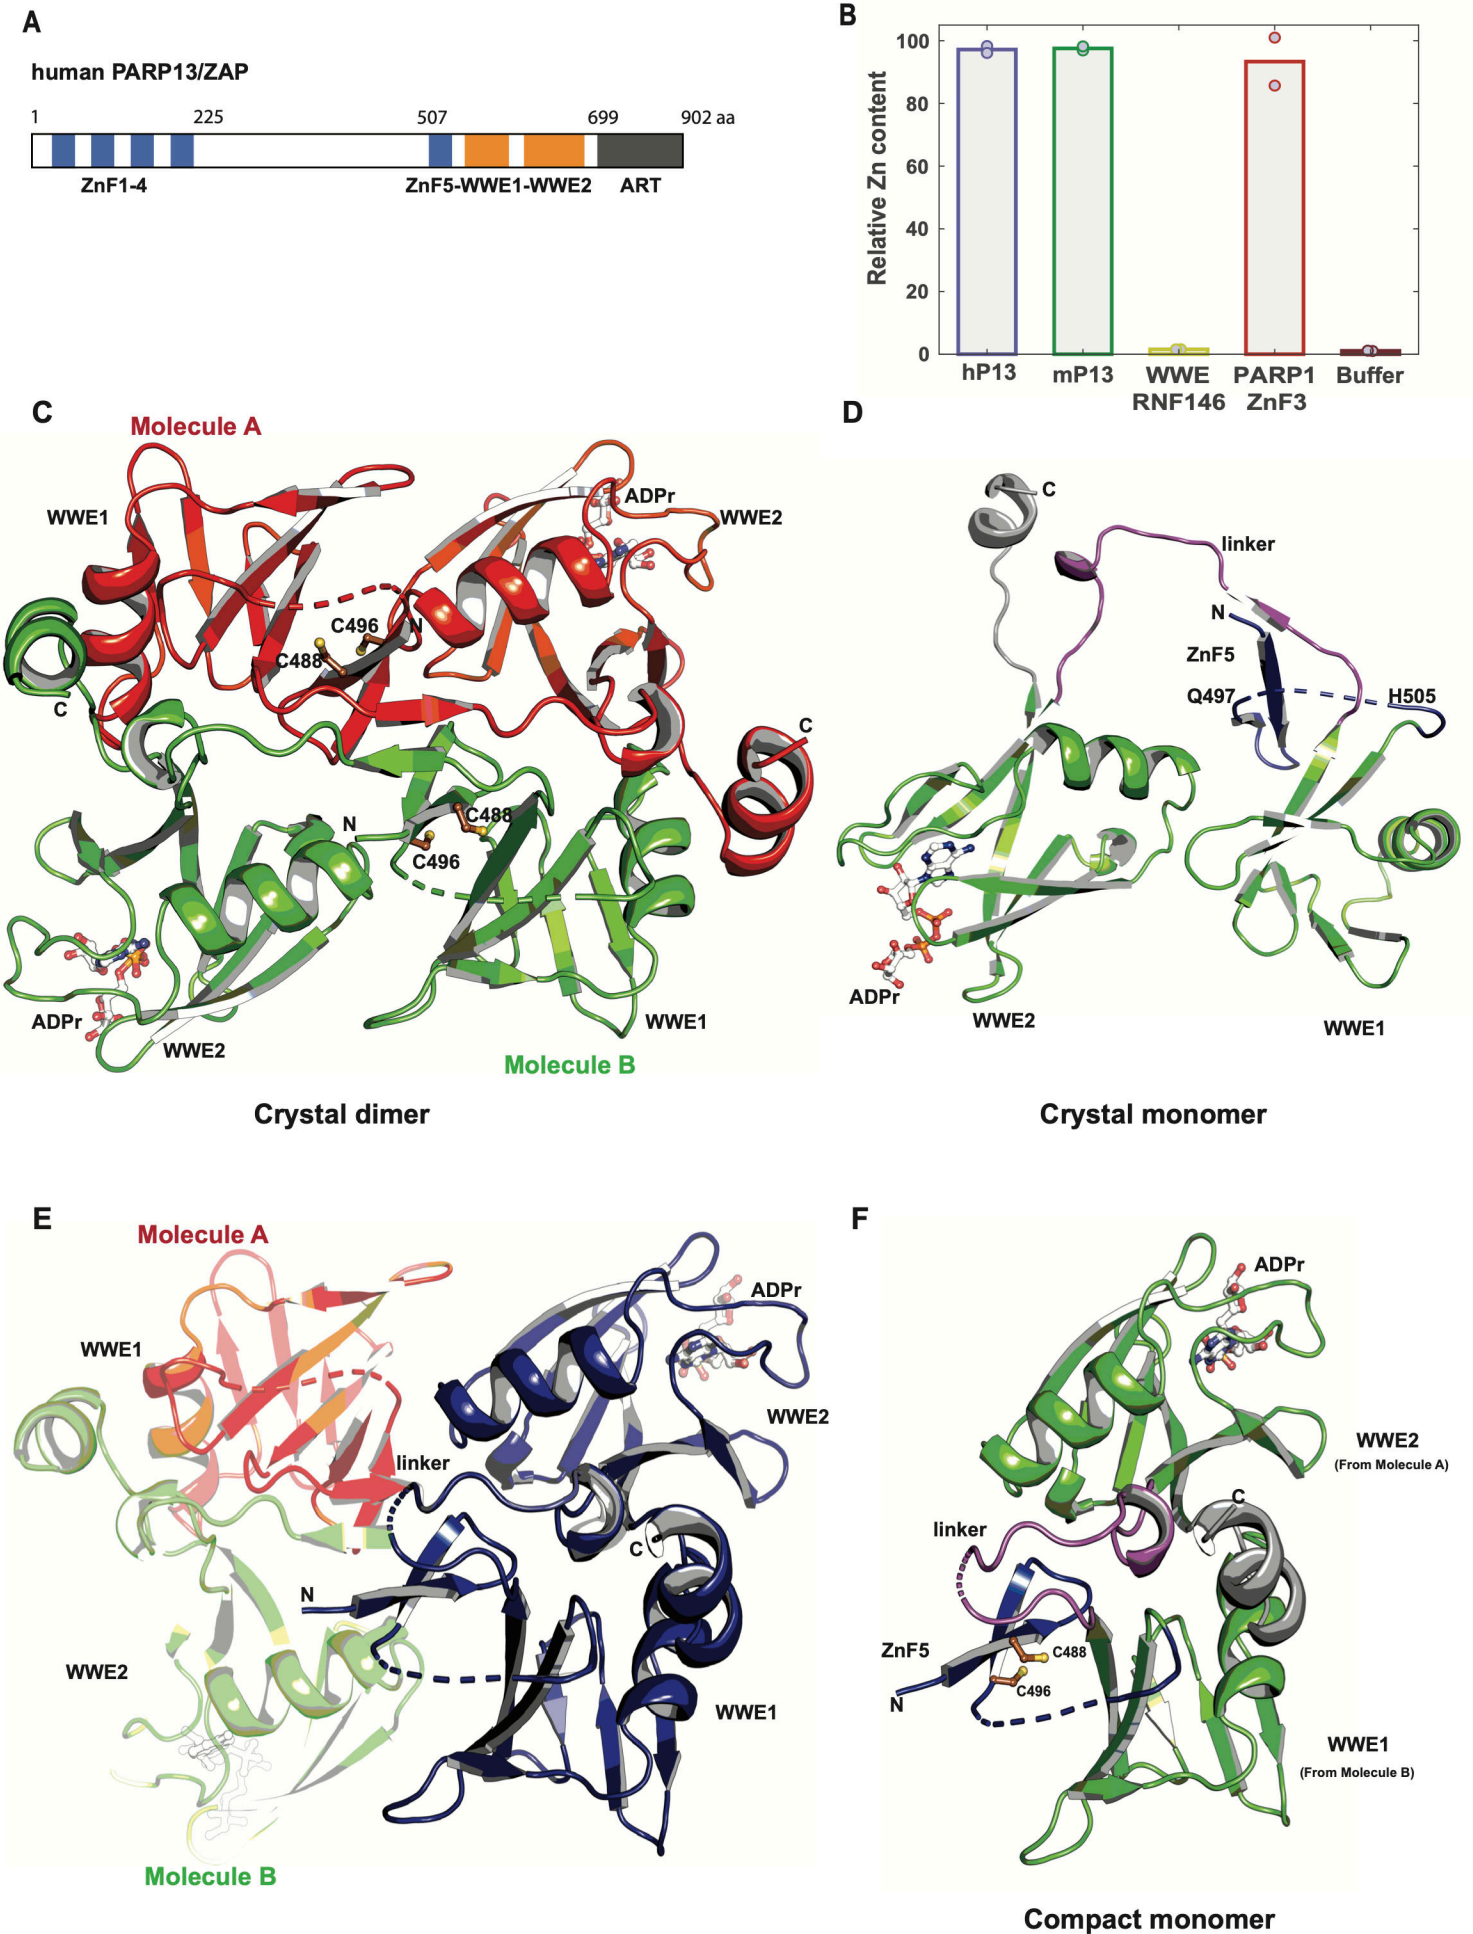 A
human PARP13/ZAP
1 225 507 699 902 aa
ZnF1-4 ZnF5-WWE1-WWE2 ART
B
Relative Zn content
100
80
60
40
20
0
hP13 mP13 WWE RNF146 PARP1 ZnF3 Buffer
C
Molecule A
WWE1
ADPr
WWE2
C496
N
C488
C
C
N
C488
C496
ADPr
WWE2
WWE1
Molecule B
Crystal dimer
D
C
linker
N
ZnF5
Q497
H505
ADPr
WWE2
WWE1
Crystal monomer
E
Molecule A
ADPr
WWE1
WWE2
linker
C
N
WWE2
WWE1
Molecule B
F
ADPr
WWE2
(From Molecule A)
C
linker
ZnF5
C488
C496
N
WWE1
(From Molecule B)
Compact monomer